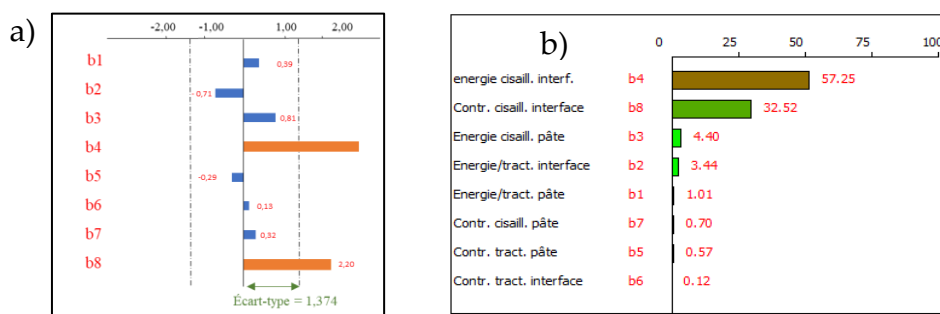 a)
-2,00 -1,00 1,00 2,00
b1 0,39
b2 - 0,71
b3 0,81
b4
b5 -0,29
b6 0,13
b7 0,32
b8 2,20
Écart-type = 1,374
b)
0 25 50 75 100
energie cisaill. interf. b4 57.25
Contr. cisaill. interface b8 32.52
Energie cisaill. pâte b3 4.40
Energie/tract. interface b2 3.44
Energie/tract. pâte b1 1.01
Contr. cisaill. pâte b7 0.70
Contr. tract. pâte b5 0.57
Contr. tract. interface b6 0.12